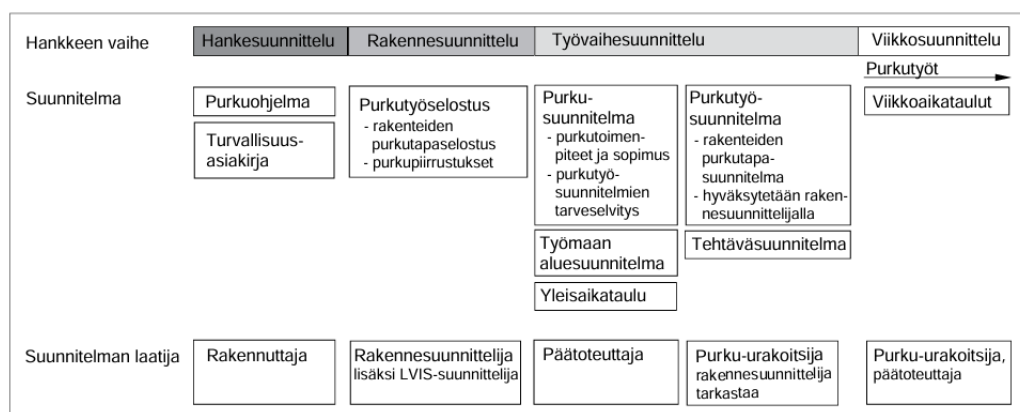 Hankkeen vaihe
Hankesuunnittelu
Rakennesuunnittelu
Työvaihesuunnittelu
Viikkosuunnittelu
Purkutyöt
Suunnitelma
Purkuohjelma
Turvallisuus-
asiakirja
Purkutyöselostus
- rakenteiden
purkutapaselostus
- purkupiirrustukset
Purku-
suunnitelma
- purkutoimen-
piteet ja sopimus
- purkutyö-
suunnitelmien
tarveselvitys
Työmaan
aluesuunnitelma
Yleisaikataulu
Purkutyö-
suunnitelma
- rakenteiden
purkutapa-
suunnitelma
- hyväksytetään raken-
nesuunnittelijalla
Tehtäväsuunnitelma
Viikkoaikataulut
Suunnitelman laatija
Rakennuttaja
Rakennesuunnittelija
lisäksi LVIS-suunnittelija
Päätoteuttaja
Purku-urakoitsija
rakennesuunnittelija
tarkastaa
Purku-urakoitsija,
päätoteuttaja